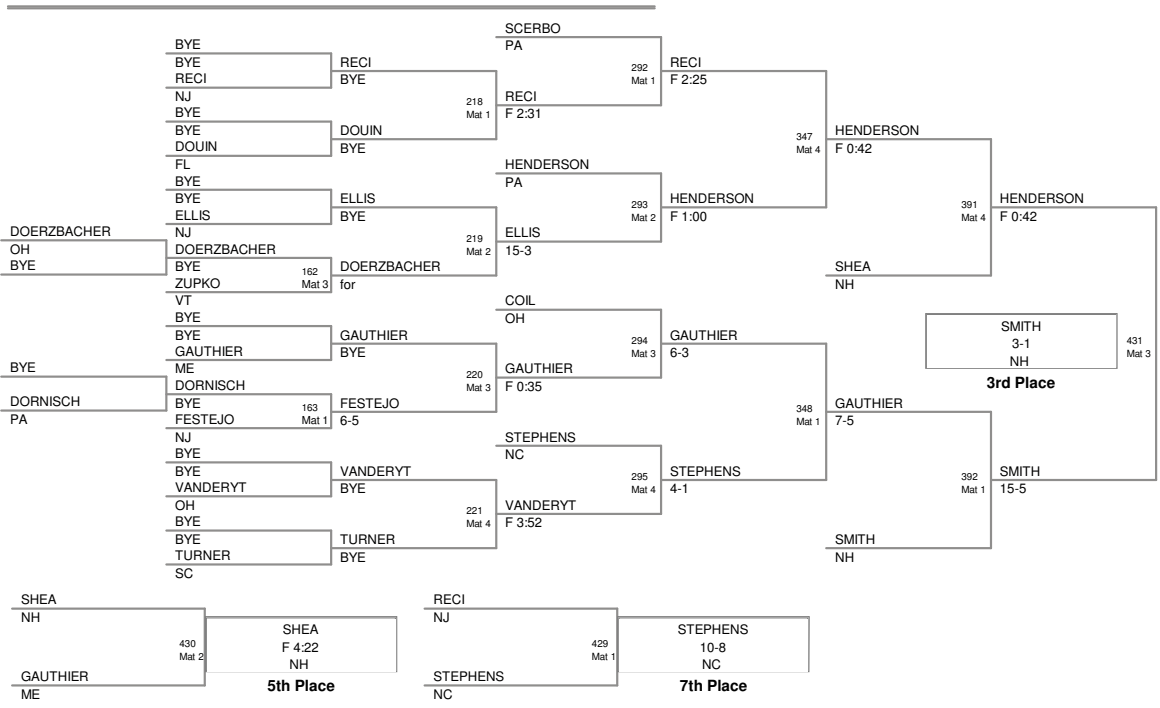 SCERBO
PA
BYE
BYE
RECI
NJ
BYE
BYE
DOUIN
FL
BYE
BYE
ELLIS
NJ
DOERZBACHER
OH
BYE
DOERZBACHER
BYE
ZUPKO
VT
BYE
BYE
GAUTHIER
ME
BYE
DORNISCH
PA
DORNISCH
BYE
FESTEJO
NJ
BYE
BYE
VANDERYT
OH
BYE
BYE
TURNER
SC
RECI
BYE
DOUIN
BYE
ELLIS
BYE
162
Mat 3
DOERZBACHER
for
GAUTHIER
BYE
163
Mat 1
FESTEJO
6-5
VANDERYT
BYE
TURNER
BYE
218
Mat 1
RECI
F 2:31
HENDERSON
PA
219
Mat 2
ELLIS
15-3
COIL
OH
220
Mat 3
GAUTHIER
F 0:35
STEPHENS
NC
221
Mat 4
VANDERYT
F 3:52
292
Mat 1
RECI
F 2:25
293
Mat 2
HENDERSON
F 1:00
294
Mat 3
GAUTHIER
6-3
295
Mat 4
STEPHENS
4-1
347
Mat 4
HENDERSON
F 0:42
SHEA
NH
348
Mat 1
GAUTHIER
7-5
SMITH
NH
391
Mat 4
HENDERSON
F 0:42
392
Mat 1
SMITH
15-5
SMITH
3-1
NH
431
Mat 3
3rd Place
SHEA
NH
430
Mat 2
GAUTHIER
ME
SHEA
F 4:22
NH
5th Place
RECI
NJ
429
Mat 1
STEPHENS
NC
STEPHENS
10-8
NC
7th Place